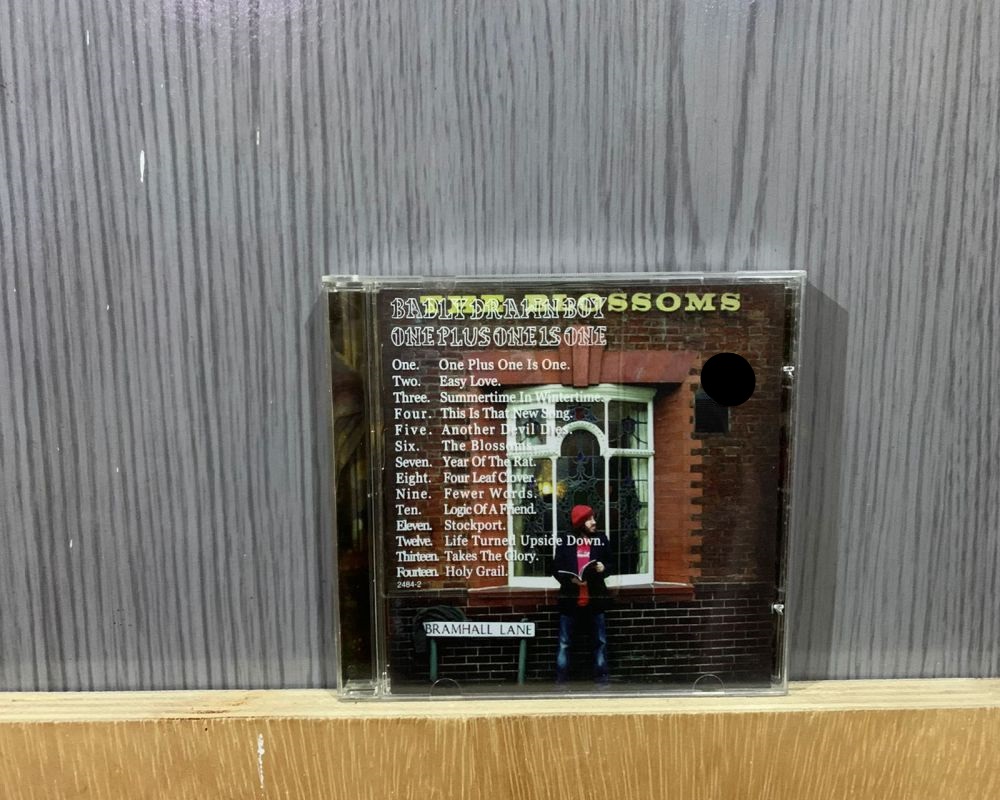 THE BLOSSOMS
BADLY DRAWN BOY
ONE PLUS ONE IS ONE
One. One Plus One Is One.
Two. Easy Love.
Three. Summertime In Wintertime.
Four. This Is That New Song.
Five. Another Devil Dies.
Six. The Blossoms.
Seven. Year Of The Rat.
Eight. Four Leaf Clover.
Nine. Fewer Words.
Ten. Logic Of A Friend.
Eleven. Stockport.
Twelve. Life Turned Upside Down.
Thirteen. Takes The Glory.
Fourteen. Holy Grail.
2484-2
BRAMHALL LANE